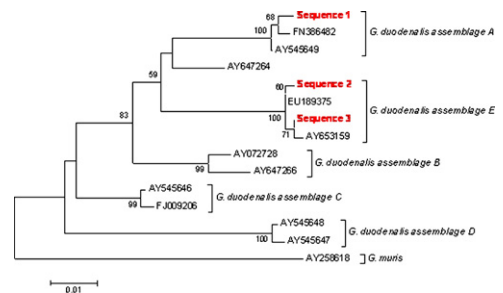 68 Sequence 1
100 FN386482
AY545649
G. duodenalis assemblage A
59 AY647264
60 Sequence 2
EU189375
100 Sequence 3
71 AY653159
G. duodenalis assemblage E
83 AY072728
99 AY647266
G. duodenalis assemblage B
AY545646
99 FJ009206
G. duodenalis assemblage C
AY545648
100 AY545647
G. duodenalis assemblage D
AY258618 G. muris
0.01